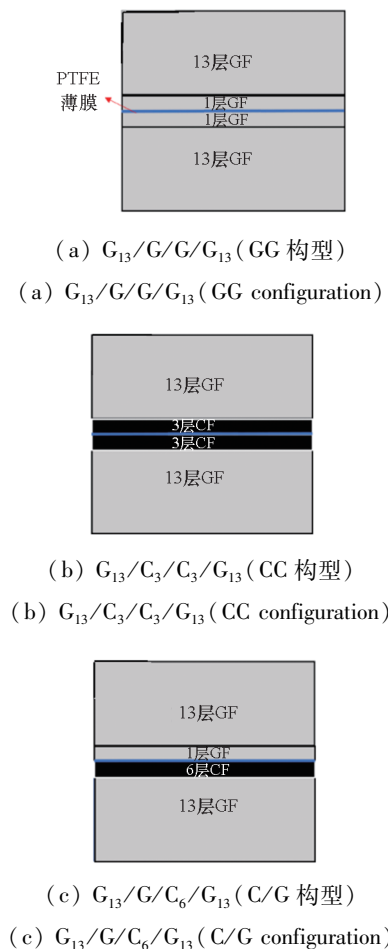 13层GF
PTFE
薄膜
1层GF
1层GF
13层GF
(a) G₁₃/G/G/G₁₃(GG 构型)
(a) G₁₃/G/G/G₁₃(GG configuration)
13层GF
3层CF
3层CF
13层GF
(b) G₁₃/C₃/C₃/G₁₃(CC 构型)
(b) G₁₃/C₃/C₃/G₁₃(CC configuration)
13层GF
1层GF
6层CF
13层GF
(c) G₁₃/G/C₆/G₁₃(C/G 构型)
(c) G₁₃/G/C₆/G₁₃(C/G configuration)